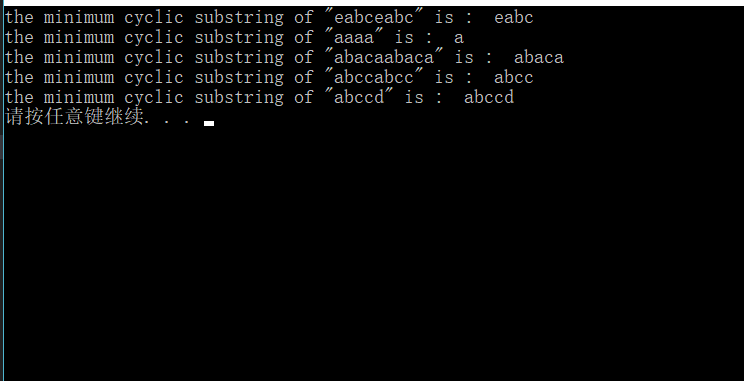 the minimum cyclic substring of "eabceabc" is :  eabc
the minimum cyclic substring of "aaaa" is :  a
the minimum cyclic substring of "abacaabaca" is :  abaca
the minimum cyclic substring of "abccabcc" is :  abcc
the minimum cyclic substring of "abccd" is :  abccd
请按任意键继续. . .